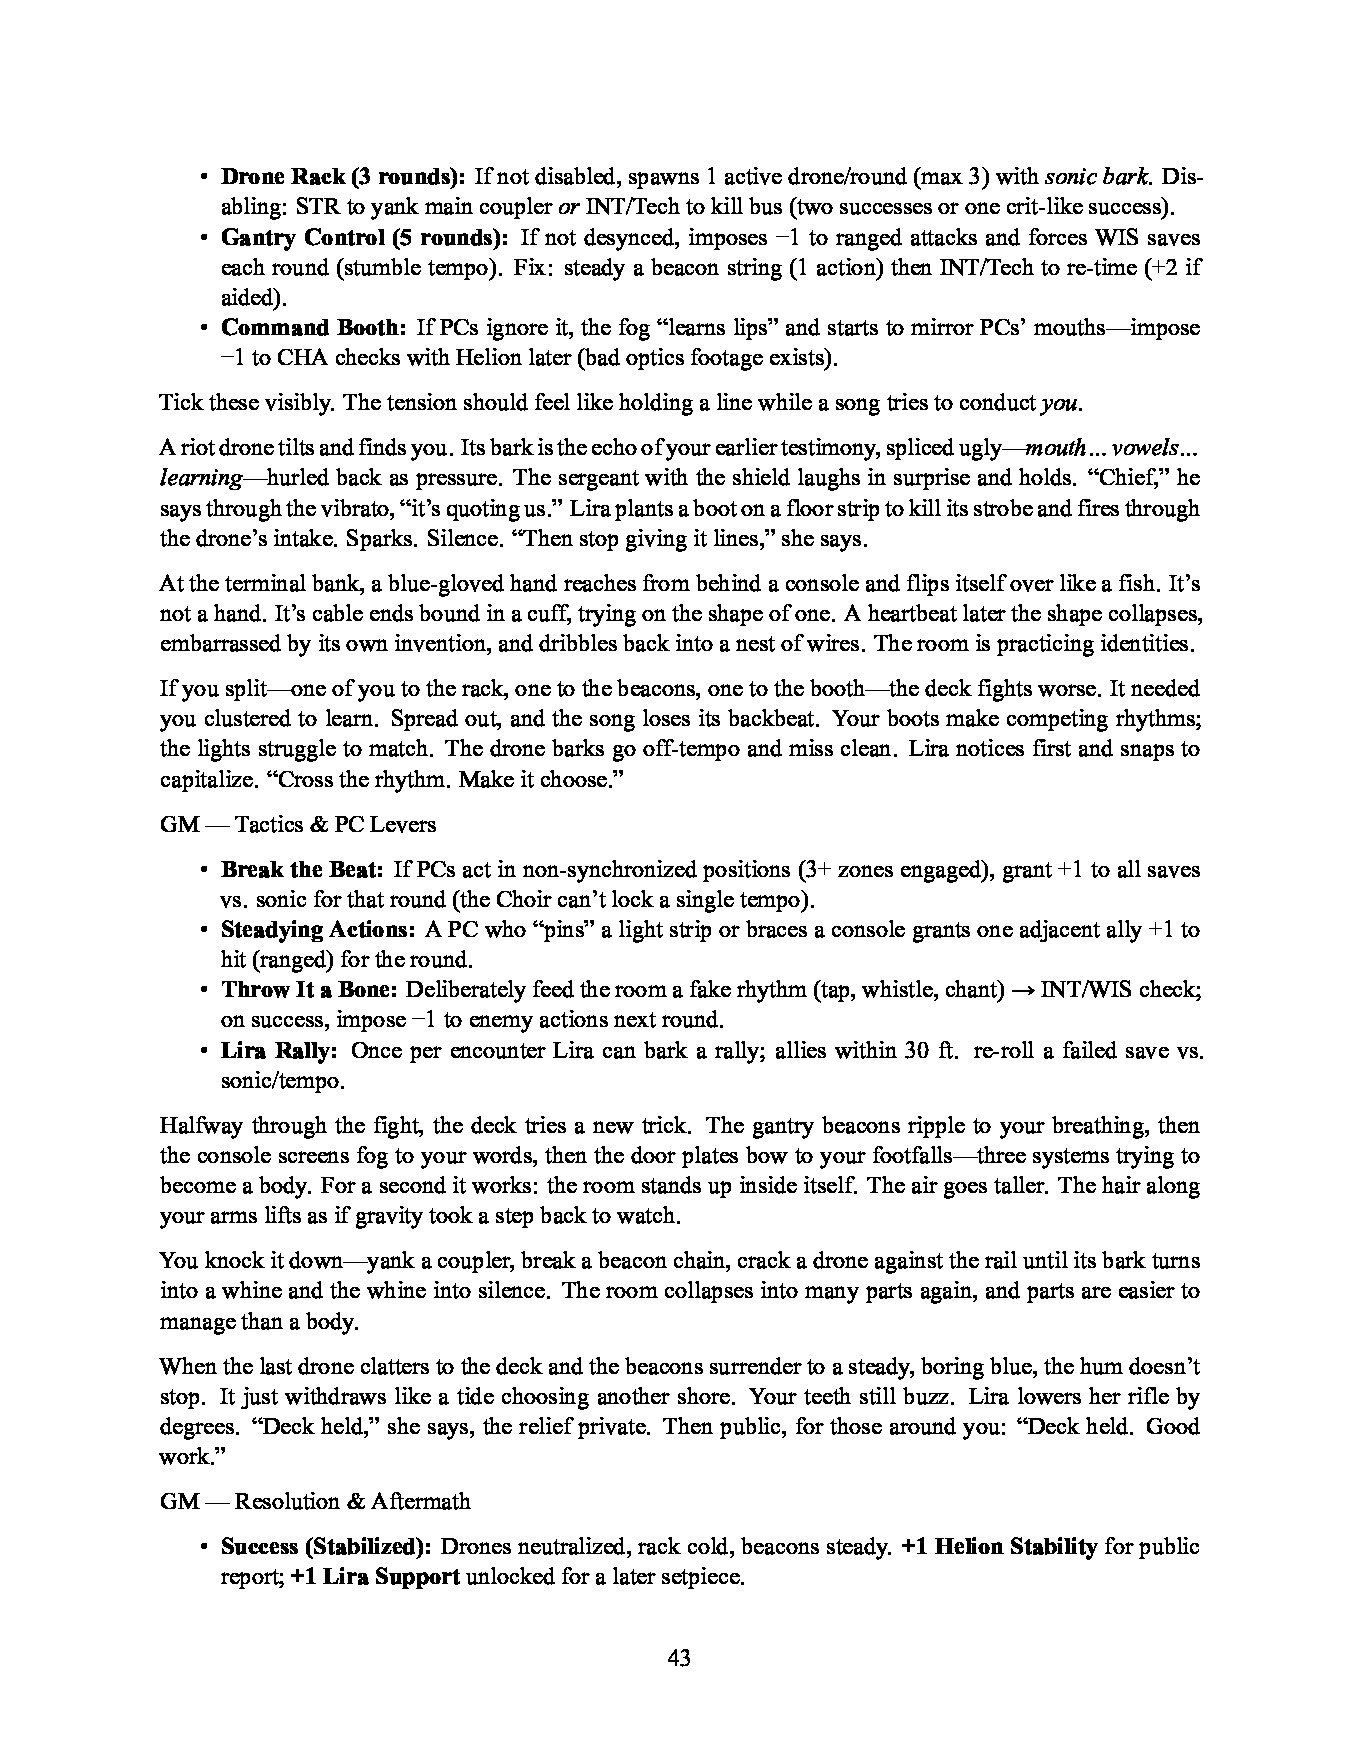 • Drone Rack (3 rounds): If not disabled, spawns 1 active drone/round (max 3) with sonic bark. Dis-
abling: STR to yank main coupler or INT/Tech to kill bus (two successes or one crit-like success).
• Gantry Control (5 rounds): If not desynced, imposes −1 to ranged attacks and forces WIS saves
each round (stumble tempo). Fix: steady a beacon string (1 action) then INT/Tech to re-time (+2 if
aided).
• Command Booth: If PCs ignore it, the fog “learns lips” and starts to mirror PCs’ mouths—impose
−1 to CHA checks with Helion later (bad optics footage exists).
Tick these visibly. The tension should feel like holding a line while a song tries to conduct you.
A riot drone tilts and finds you. Its bark is the echo of your earlier testimony, spliced ugly—mouth… vowels…
learning—hurled back as pressure. The sergeant with the shield laughs in surprise and holds. “Chief,” he
says through the vibrato, “it’s quoting us.” Lira plants a boot on a floor strip to kill its strobe and fires through
the drone’s intake. Sparks. Silence. “Then stop giving it lines,” she says.
At the terminal bank, a blue-gloved hand reaches from behind a console and flips itself over like a fish. It’s
not a hand. It’s cable ends bound in a cuff, trying on the shape of one. A heartbeat later the shape collapses,
embarrassed by its own invention, and dribbles back into a nest of wires. The room is practicing identities.
If you split—one of you to the rack, one to the beacons, one to the booth—the deck fights worse. It needed
you clustered to learn. Spread out, and the song loses its backbeat. Your boots make competing rhythms;
the lights struggle to match. The drone barks go off-tempo and miss clean. Lira notices first and snaps to
capitalize. “Cross the rhythm. Make it choose.”
GM — Tactics & PC Levers
• Break the Beat: If PCs act in non-synchronized positions (3+ zones engaged), grant +1 to all saves
vs. sonic for that round (the Choir can’t lock a single tempo).
• Steadying Actions: A PC who “pins” a light strip or braces a console grants one adjacent ally +1 to
hit (ranged) for the round.
• Throw It a Bone: Deliberately feed the room a fake rhythm (tap, whistle, chant) → INT/WIS check;
on success, impose −1 to enemy actions next round.
• Lira Rally: Once per encounter Lira can bark a rally; allies within 30 ft. re-roll a failed save vs.
sonic/tempo.
Halfway through the fight, the deck tries a new trick. The gantry beacons ripple to your breathing, then
the console screens fog to your words, then the door plates bow to your footfalls—three systems trying to
become a body. For a second it works: the room stands up inside itself. The air goes taller. The hair along
your arms lifts as if gravity took a step back to watch.
You knock it down—yank a coupler, break a beacon chain, crack a drone against the rail until its bark turns
into a whine and the whine into silence. The room collapses into many parts again, and parts are easier to
manage than a body.
When the last drone clatters to the deck and the beacons surrender to a steady, boring blue, the hum doesn’t
stop. It just withdraws like a tide choosing another shore. Your teeth still buzz. Lira lowers her rifle by
degrees. “Deck held,” she says, the relief private. Then public, for those around you: “Deck held. Good
work.”
GM — Resolution & Aftermath
• Success (Stabilized): Drones neutralized, rack cold, beacons steady. +1 Helion Stability for public
report; +1 Lira Support unlocked for a later setpiece.
43